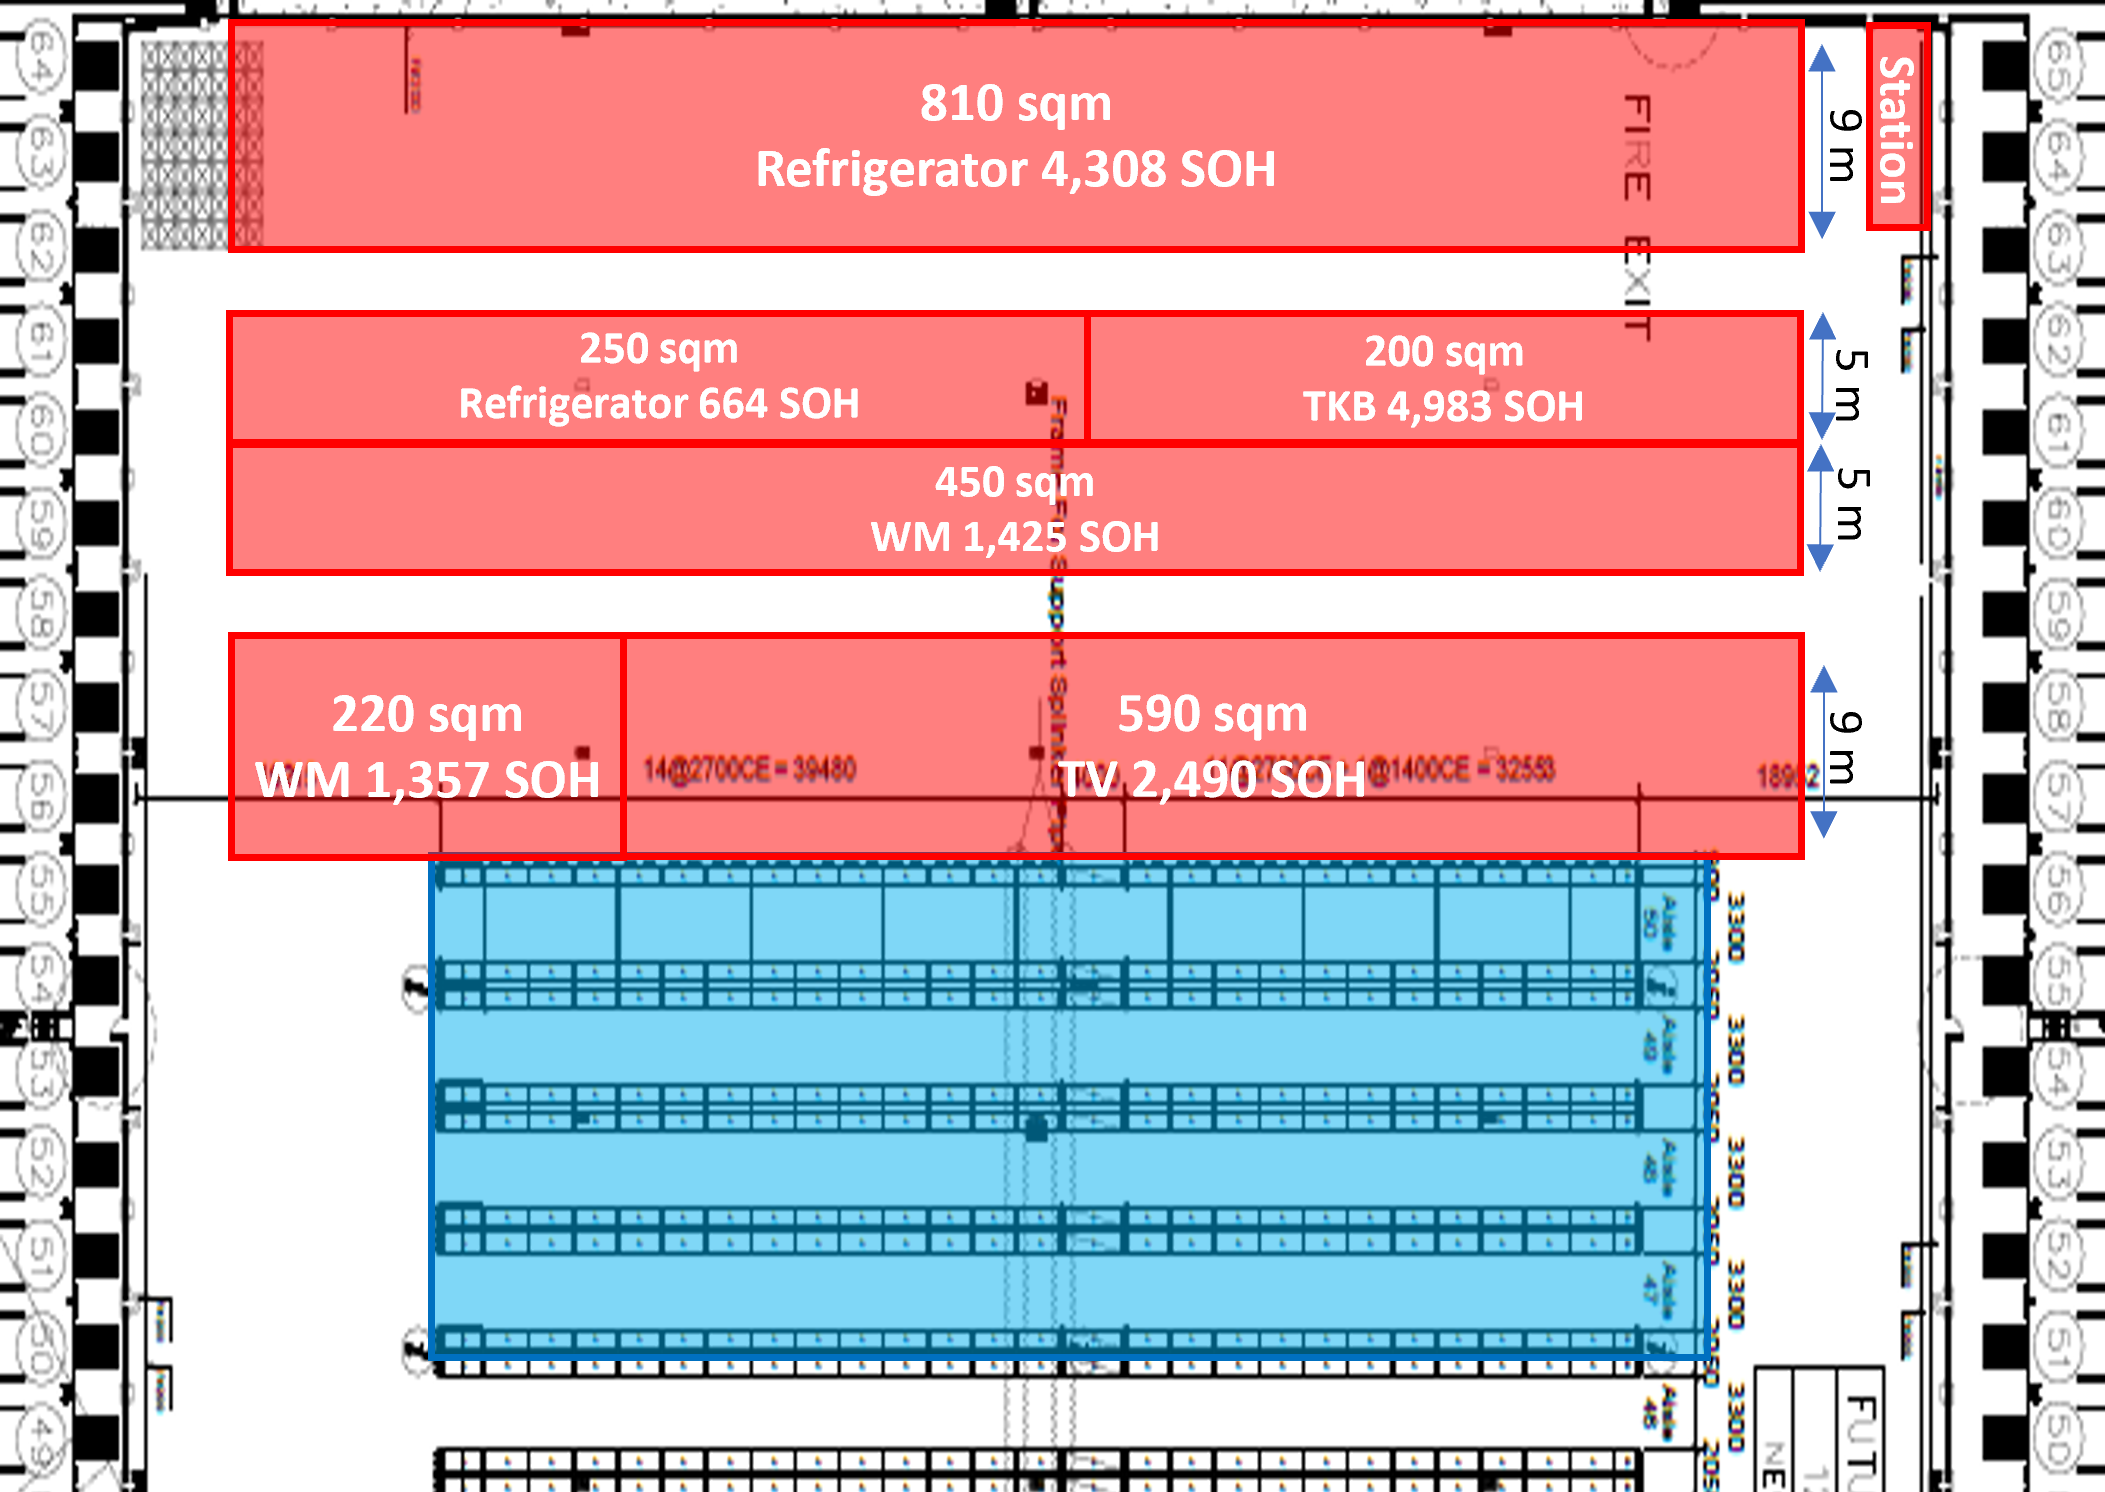 810 sqm
Refrigerator 4,308 SOH
9 m
Station
FIRE EXIT
250 sqm
Refrigerator 664 SOH
200 sqm
TKB 4,983 SOH
5 m
450 sqm
WM 1,425 SOH
5 m
220 sqm
WM 1,357 SOH
590 sqm
TV 2,490 SOH
9 m
14@2700CE = 39480
@1400CE = 32553
Aisle 50
3300
Aisle 49
3300
Aisle 48
3300
Aisle 47
3300
Aisle 46
3300
64
63
62
61
60
59
58
57
56
55
54
53
52
51
50
49
65
64
63
62
61
60
59
58
57
56
55
54
53
52
51
50